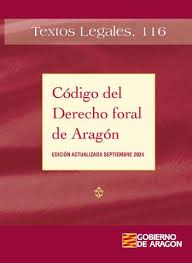 Textos Legales, 116
Código del
Derecho foral
de Aragón
EDICIÓN ACTUALIZADA SEPTIEMBRE 2024
GOBIERNO
DE ARAGON